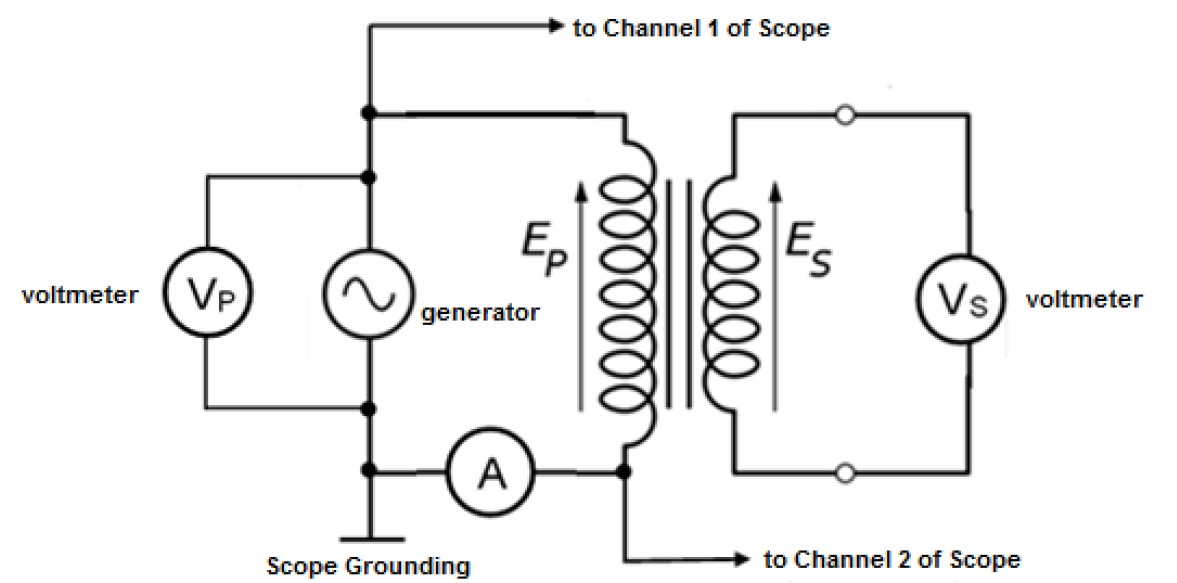 to Channel 1 of Scope
E_P
E_S
voltmeter
V_P
generator
V_S
voltmeter
A
to Channel 2 of Scope
Scope Grounding